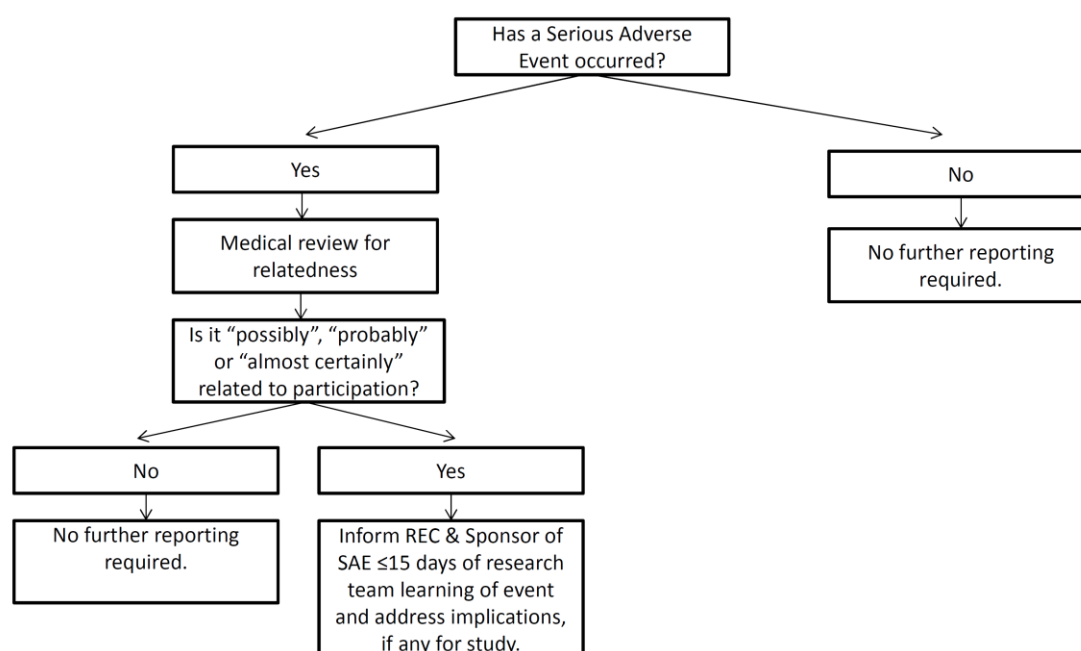 Has a Serious Adverse
Event occurred?
Yes
No
Medical review for
relatedness
No further reporting
required.
Is it “possibly”, “probably”
or “almost certainly”
related to participation?
No
Yes
No further reporting
required.
Inform REC & Sponsor of
SAE ≤15 days of research
team learning of event
and address implications,
if any for study.